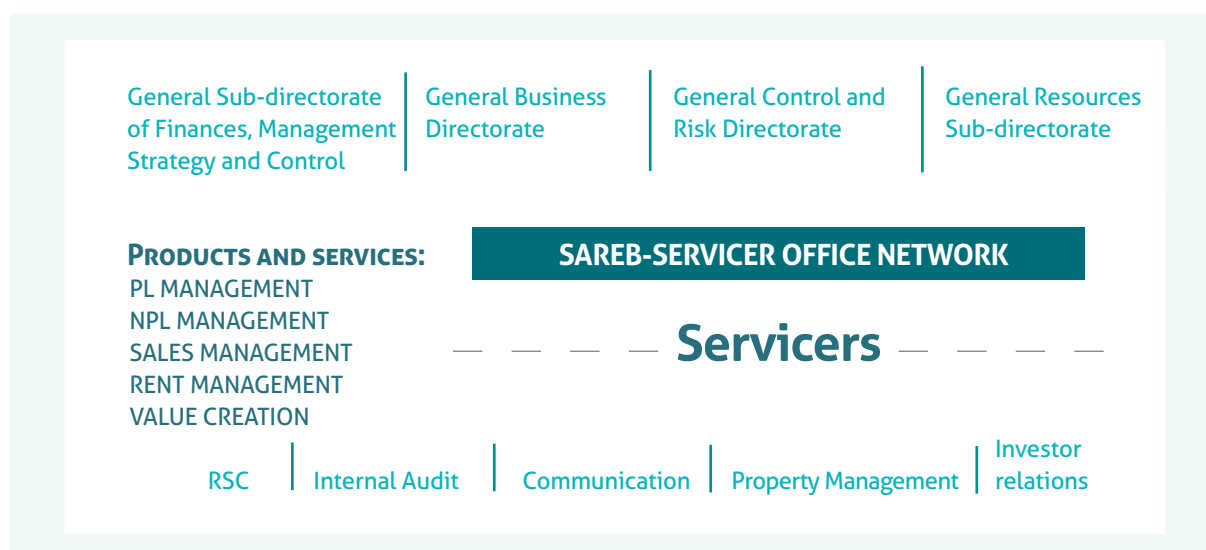 General Sub-directorate
of Finances, Management
Strategy and Control
General Business
Directorate
General Control and
Risk Directorate
General Resources
Sub-directorate
PRODUCTS AND SERVICES:
PL MANAGEMENT
NPL MANAGEMENT
SALES MANAGEMENT
RENT MANAGEMENT
VALUE CREATION
SAREB-SERVICER OFFICE NETWORK
Servicers
RSC
Internal Audit
Communication
Property Management
Investor
relations